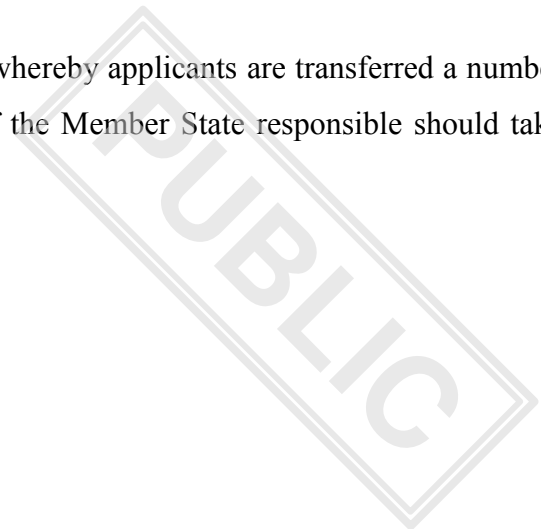 whereby applicants are transferred a numbe
the Member State responsible should tak
PUBLIC